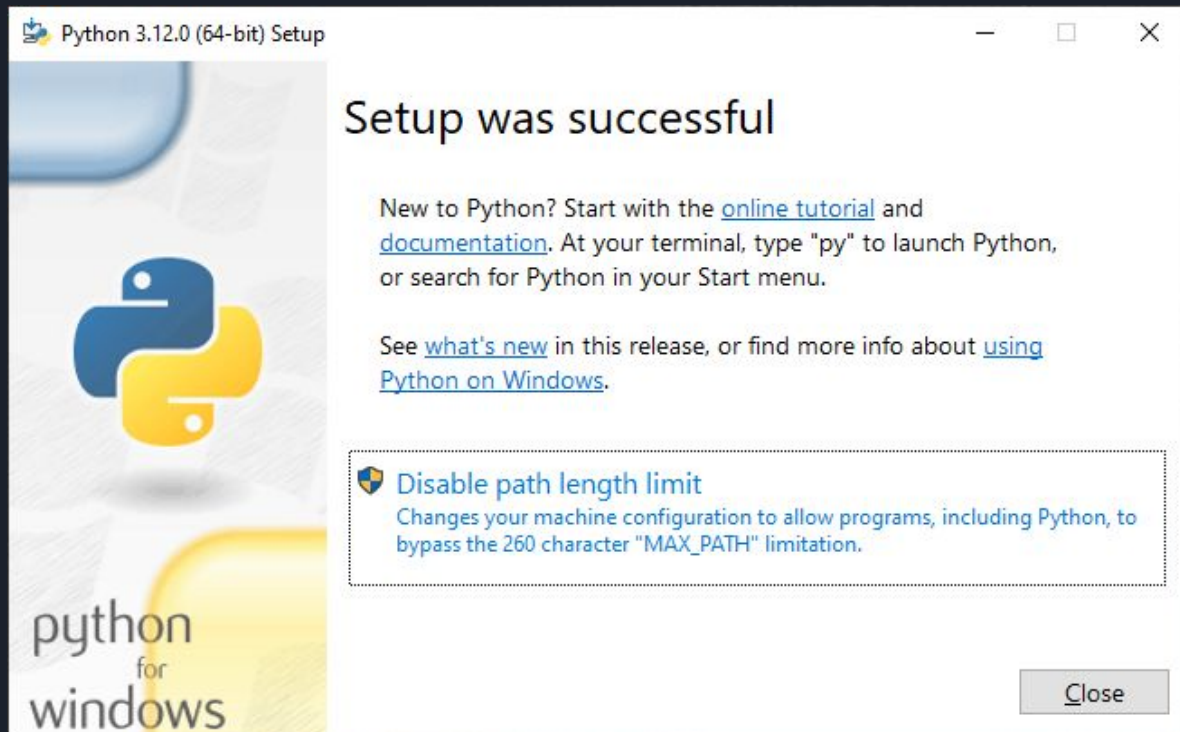 Python 3.12.0 (64-bit) Setup
Setup was successful
New to Python? Start with the online tutorial and
documentation. At your terminal, type "py" to launch Python,
or search for Python in your Start menu.
See what's new in this release, or find more info about using
Python on Windows.
Disable path length limit
Changes your machine configuration to allow programs, including Python, to
bypass the 260 character "MAX_PATH" limitation.
python
for
windows
Close